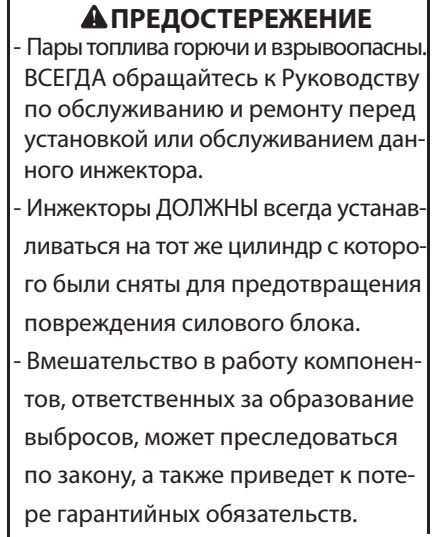 ⚠ПРЕДОСТЕРЕЖЕНИЕ
- Пары топлива горючи и взрывоопасны.
ВСЕГДА обращайтесь к Руководству
по обслуживанию и ремонту перед
установкой или обслуживанием дан-
ного инжектора.
- Инжекторы ДОЛЖНЫ всегда устанав-
ливаться на тот же цилиндр с которо-
го были сняты для предотвращения
повреждения силового блока.
- Вмешательство в работу компонен-
тов, ответственных за образование
выбросов, может преследоваться
по закону, а также приведет к поте-
ре гарантийных обязательств.